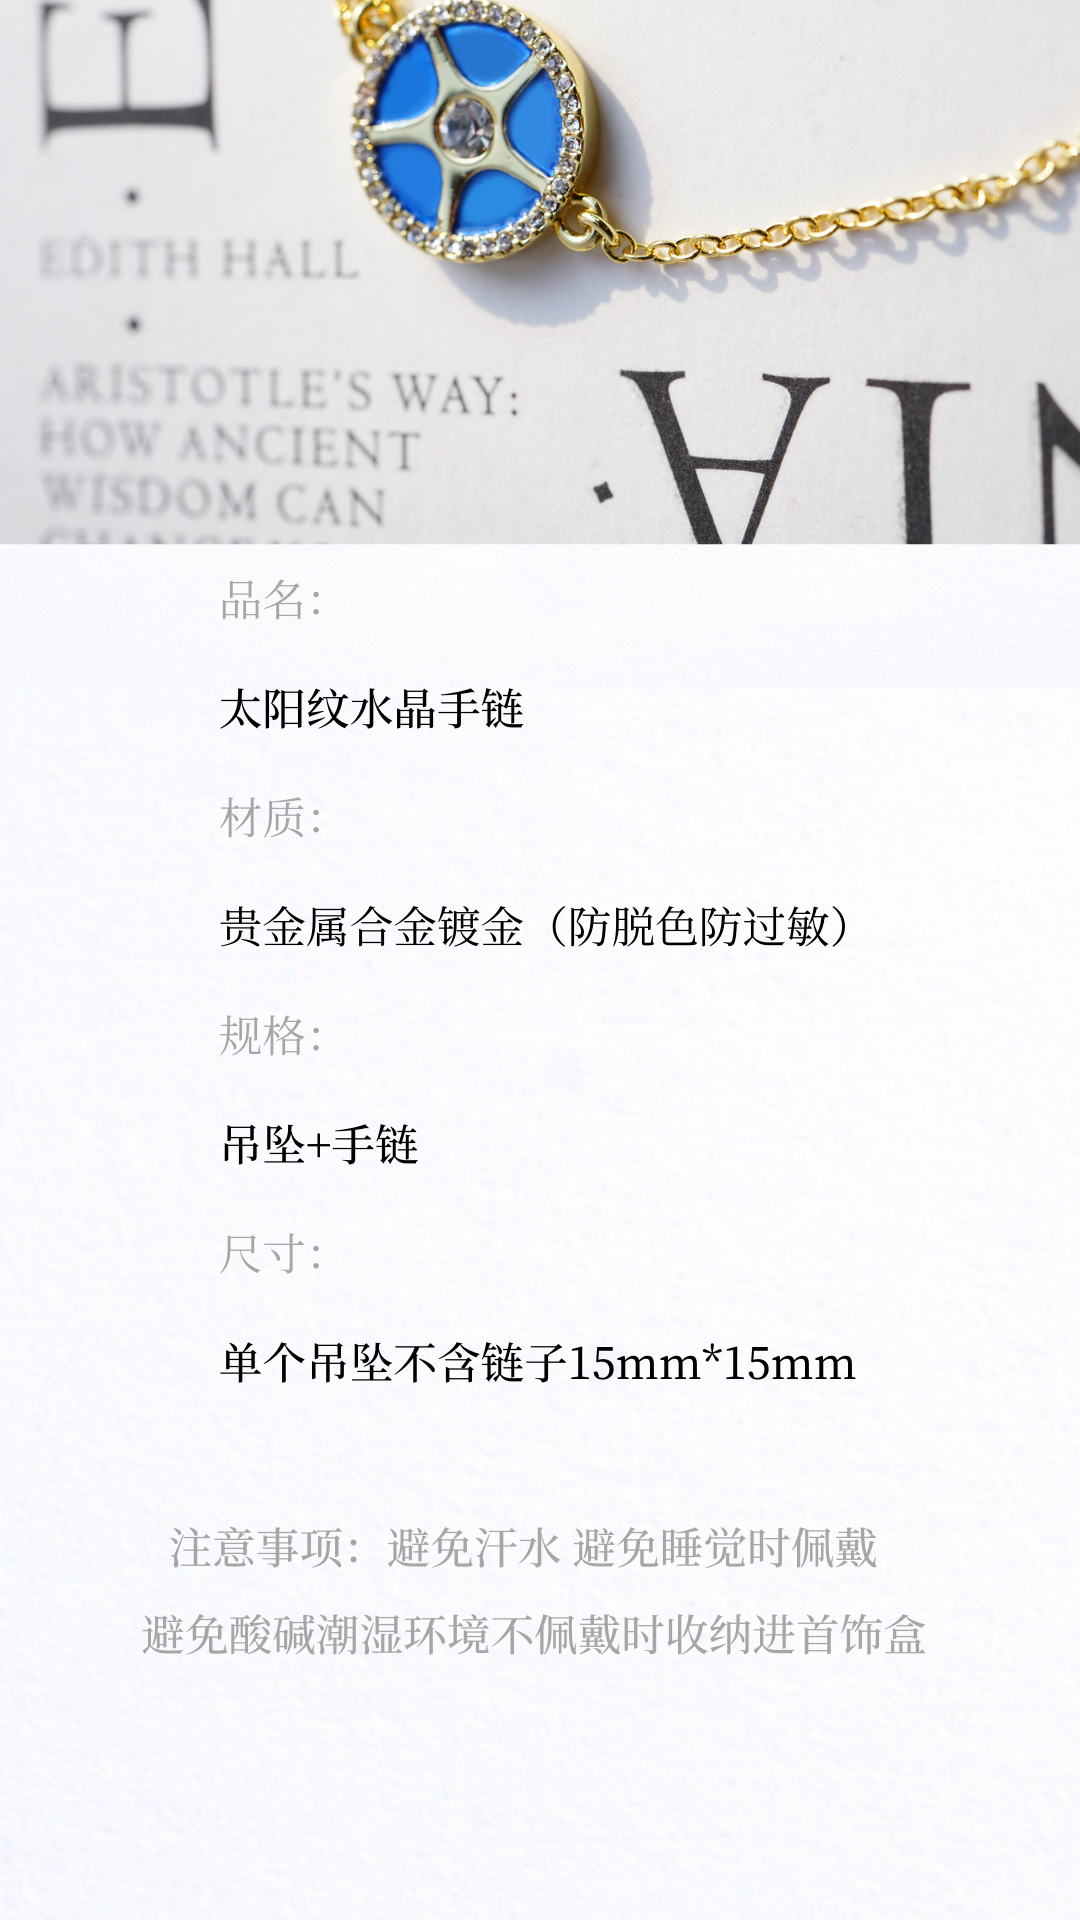 E
EDITH HALL
ARISTOTLE'S WAY:
HOW ANCIENT
WISDOM CAN
品名：
太阳纹水晶手链
材质：
贵金属合金镀金（防脱色防过敏）
规格：
吊坠+手链
尺寸：
单个吊坠不含链子15mm*15mm
注意事项：避免汗水 避免睡觉时佩戴
避免酸碱潮湿环境不佩戴时收纳进首饰盒